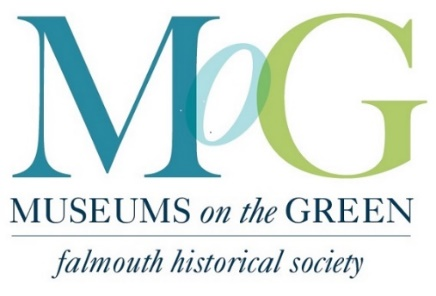 MoG
MUSEUMS on the GREEN
falmouth historical society